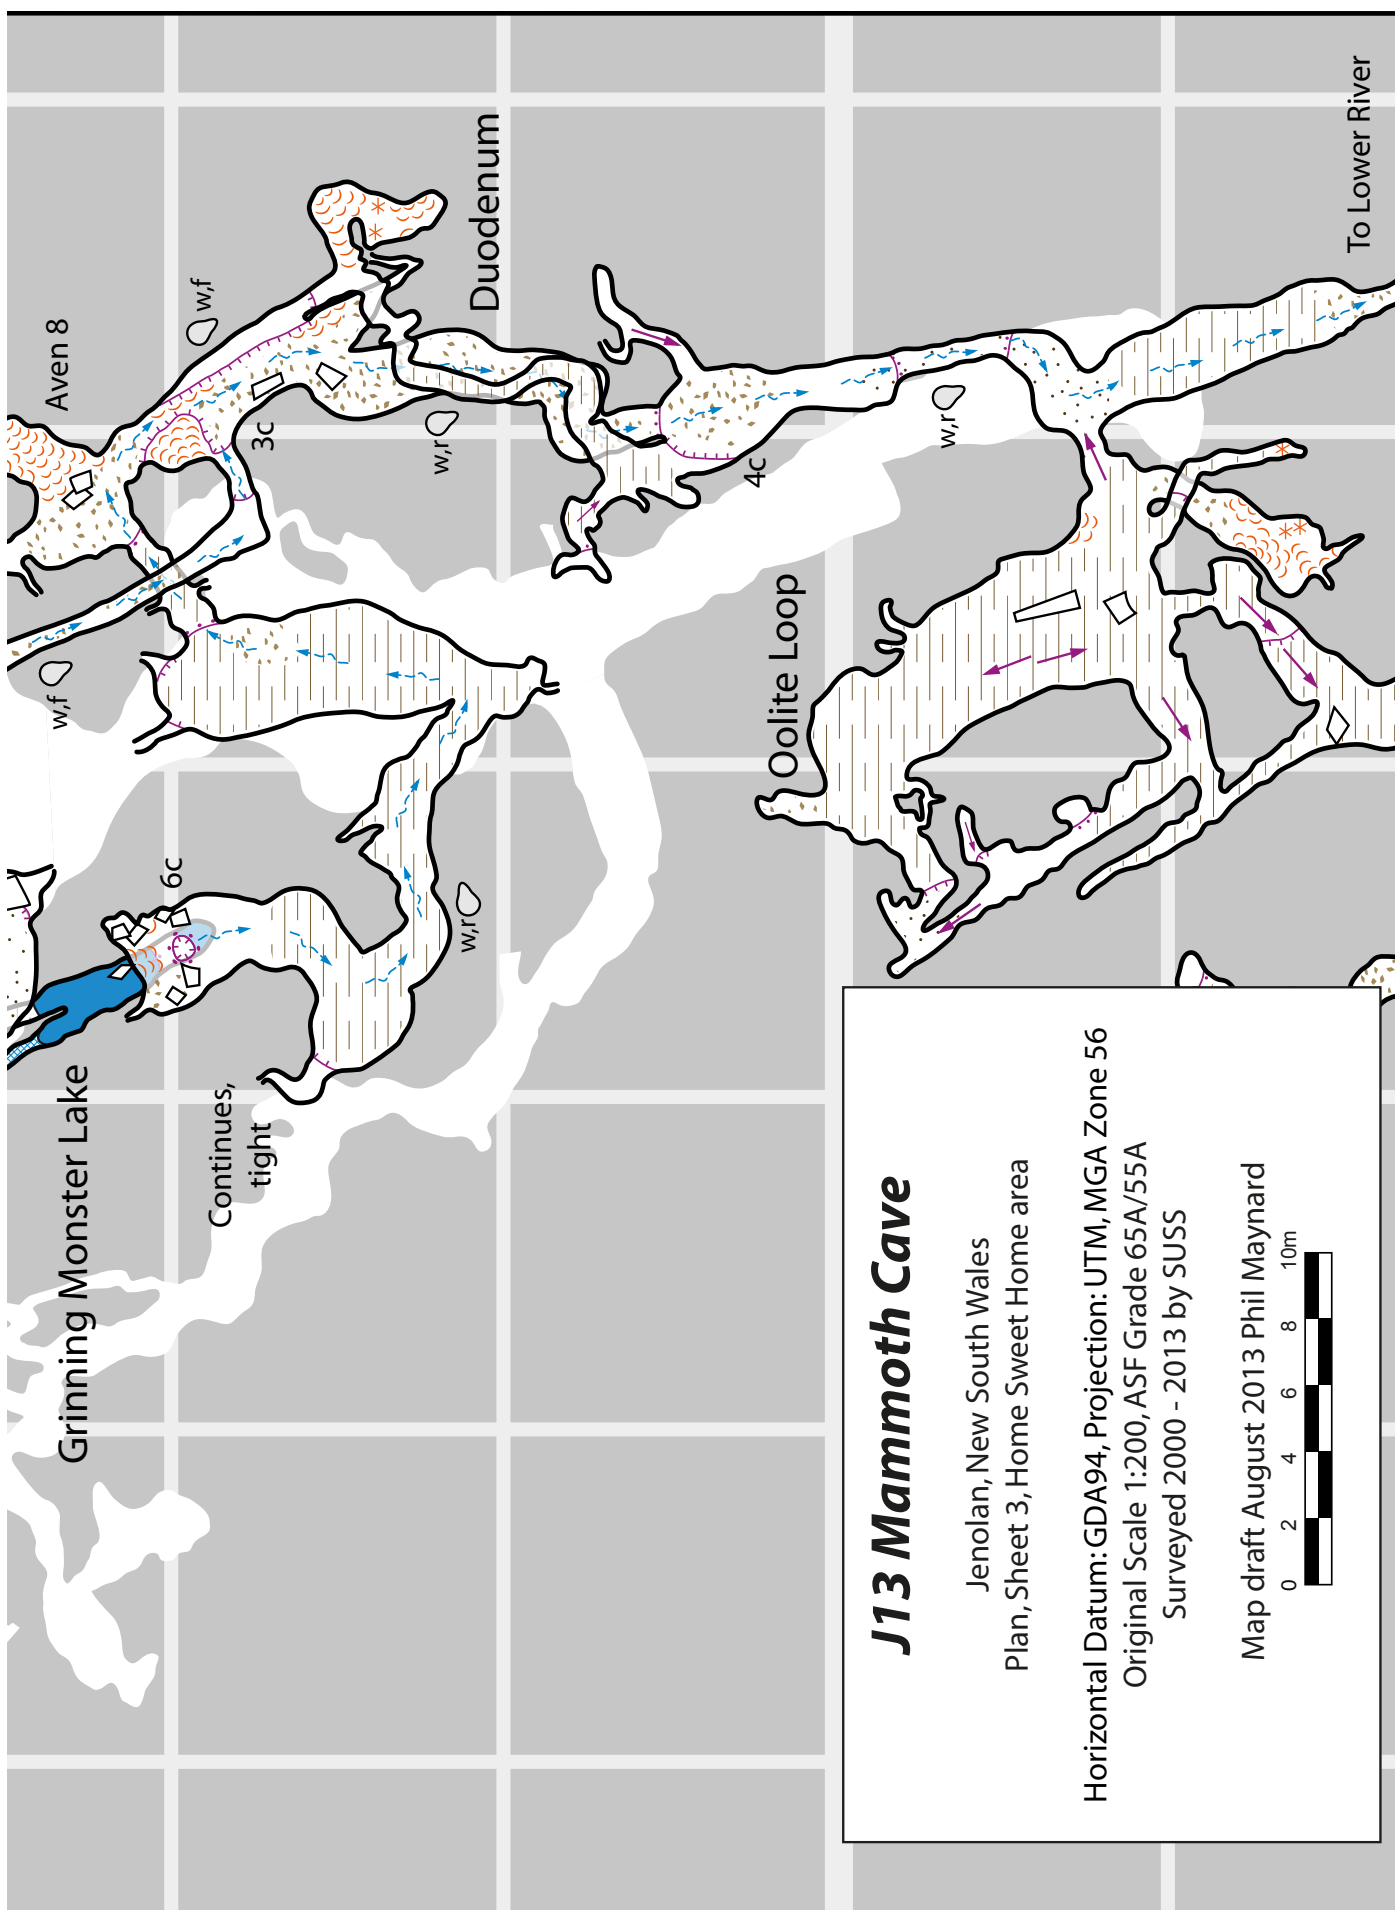 To Lower River
Aven 8
Duodenum
w,f
3c
w,r
4c
w,r
w,f
Oolite Loop
6c
w,r
Grinning Monster Lake
Continues,
tight
J13 Mammoth Cave
Jenolan, New South Wales
Plan, Sheet 3, Home Sweet Home area
Horizontal Datum: GDA94, Projection: UTM, MGA Zone 56
Original Scale 1:200, ASF Grade 65A/55A
Surveyed 2000 - 2013 by SUSS
Map draft August 2013 Phil Maynard
0 2 4 6 8 10m